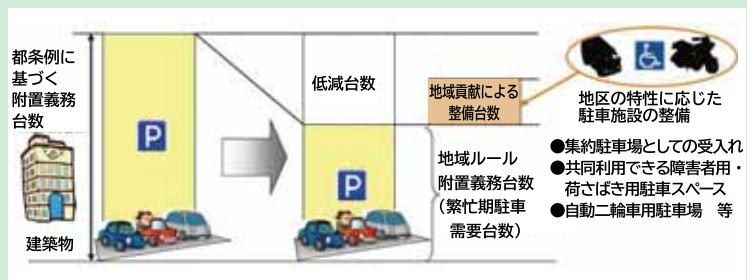 都条例に
基づく
附置義務
台数
建築物
P
低減台数
P
地域貢献による
整備台数
地域ルール
附置義務台数
（繁忙期駐車
需要台数）
地区の特性に応じた
駐車施設の整備
●集約駐車場としての受入れ
●共同利用できる障害者用・
荷さばき用駐車スペース
●自動二輪車用駐車場　等